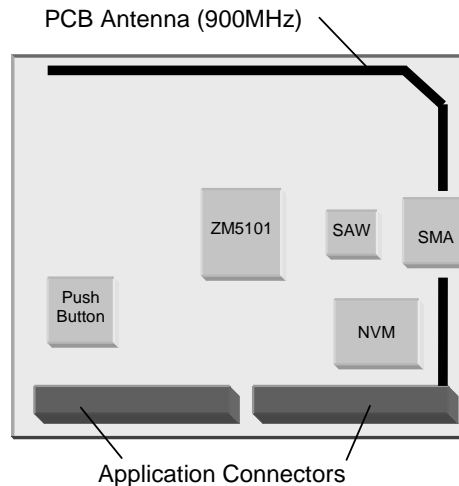 PCB Antenna (900MHz)
ZM5101
SAW
SMA
Push
Button
NVM
Application Connectors